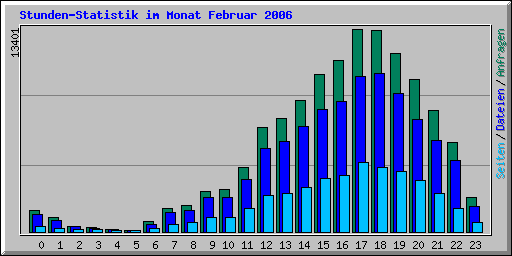 Stunden-Statistik im Monat Februar 2006
13401
Seiten / Dateien / Anfragen
0 1 2 3 4 5 6 7 8 9 10 11 12 13 14 15 16 17 18 19 20 21 22 23